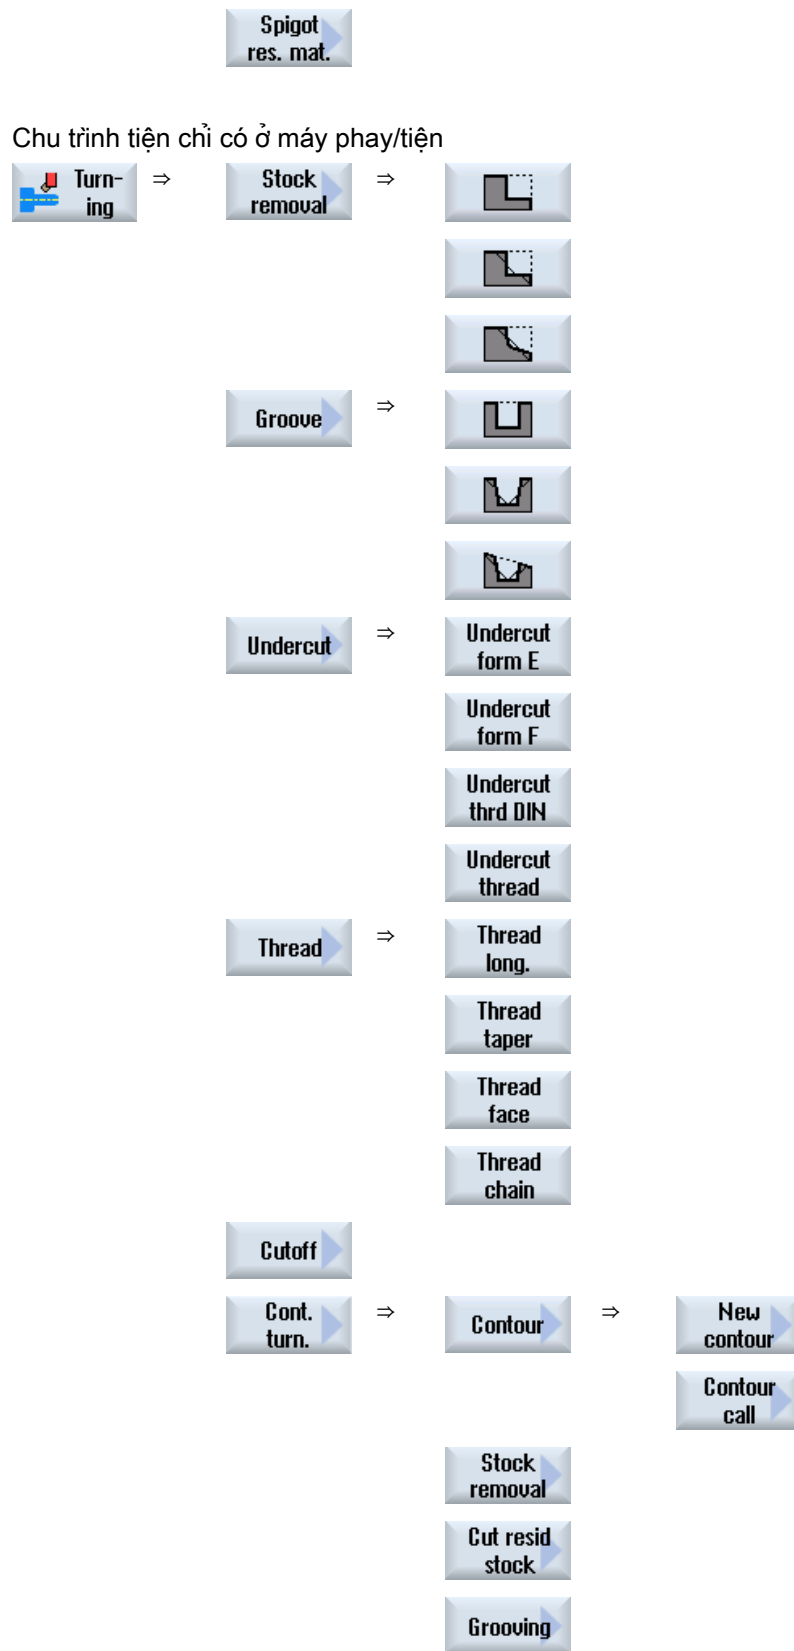 Spigot
res. mat.
Chu trình tiện chỉ có ở máy phay/tiện
Turn-
ing
⇒
Stock
removal
⇒
Groove
⇒
Undercut
⇒
Undercut
form E
Undercut
form F
Undercut
thrd DIN
Undercut
thread
Thread
⇒
Thread
long.
Thread
taper
Thread
face
Thread
chain
Cutoff
Cont.
turn.
⇒
Contour
⇒
New
contour
Contour
call
Stock
removal
Cut resid
stock
Grooving